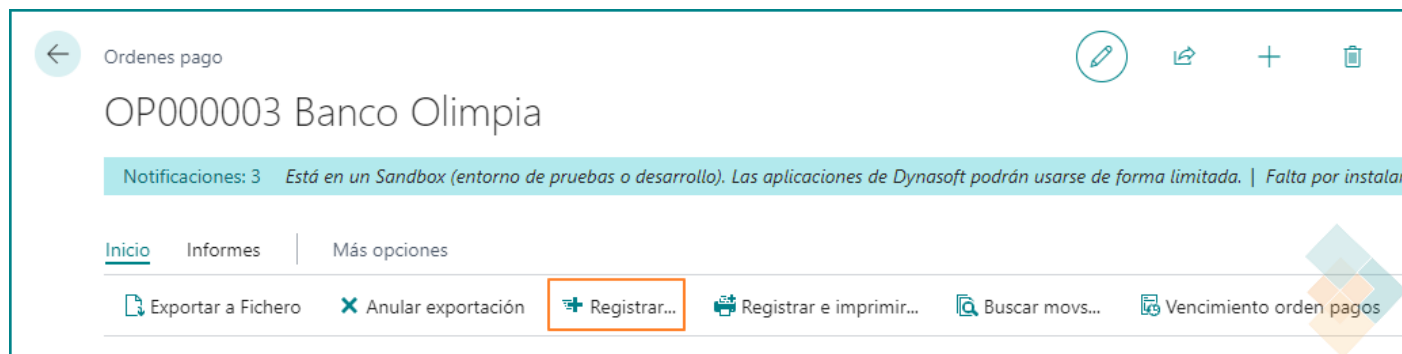 Ordenes pago
OP000003 Banco Olimpia
Notificaciones: 3 Está en un Sandbox (entorno de pruebas o desarrollo). Las aplicaciones de Dynasoft podrán usarse de forma limitada. | Falta por instalar
Inicio Informes Más opciones
Exportar a Fichero Anular exportación Registrar... Registrar e imprimir... Buscar movs... Vencimiento orden pagos